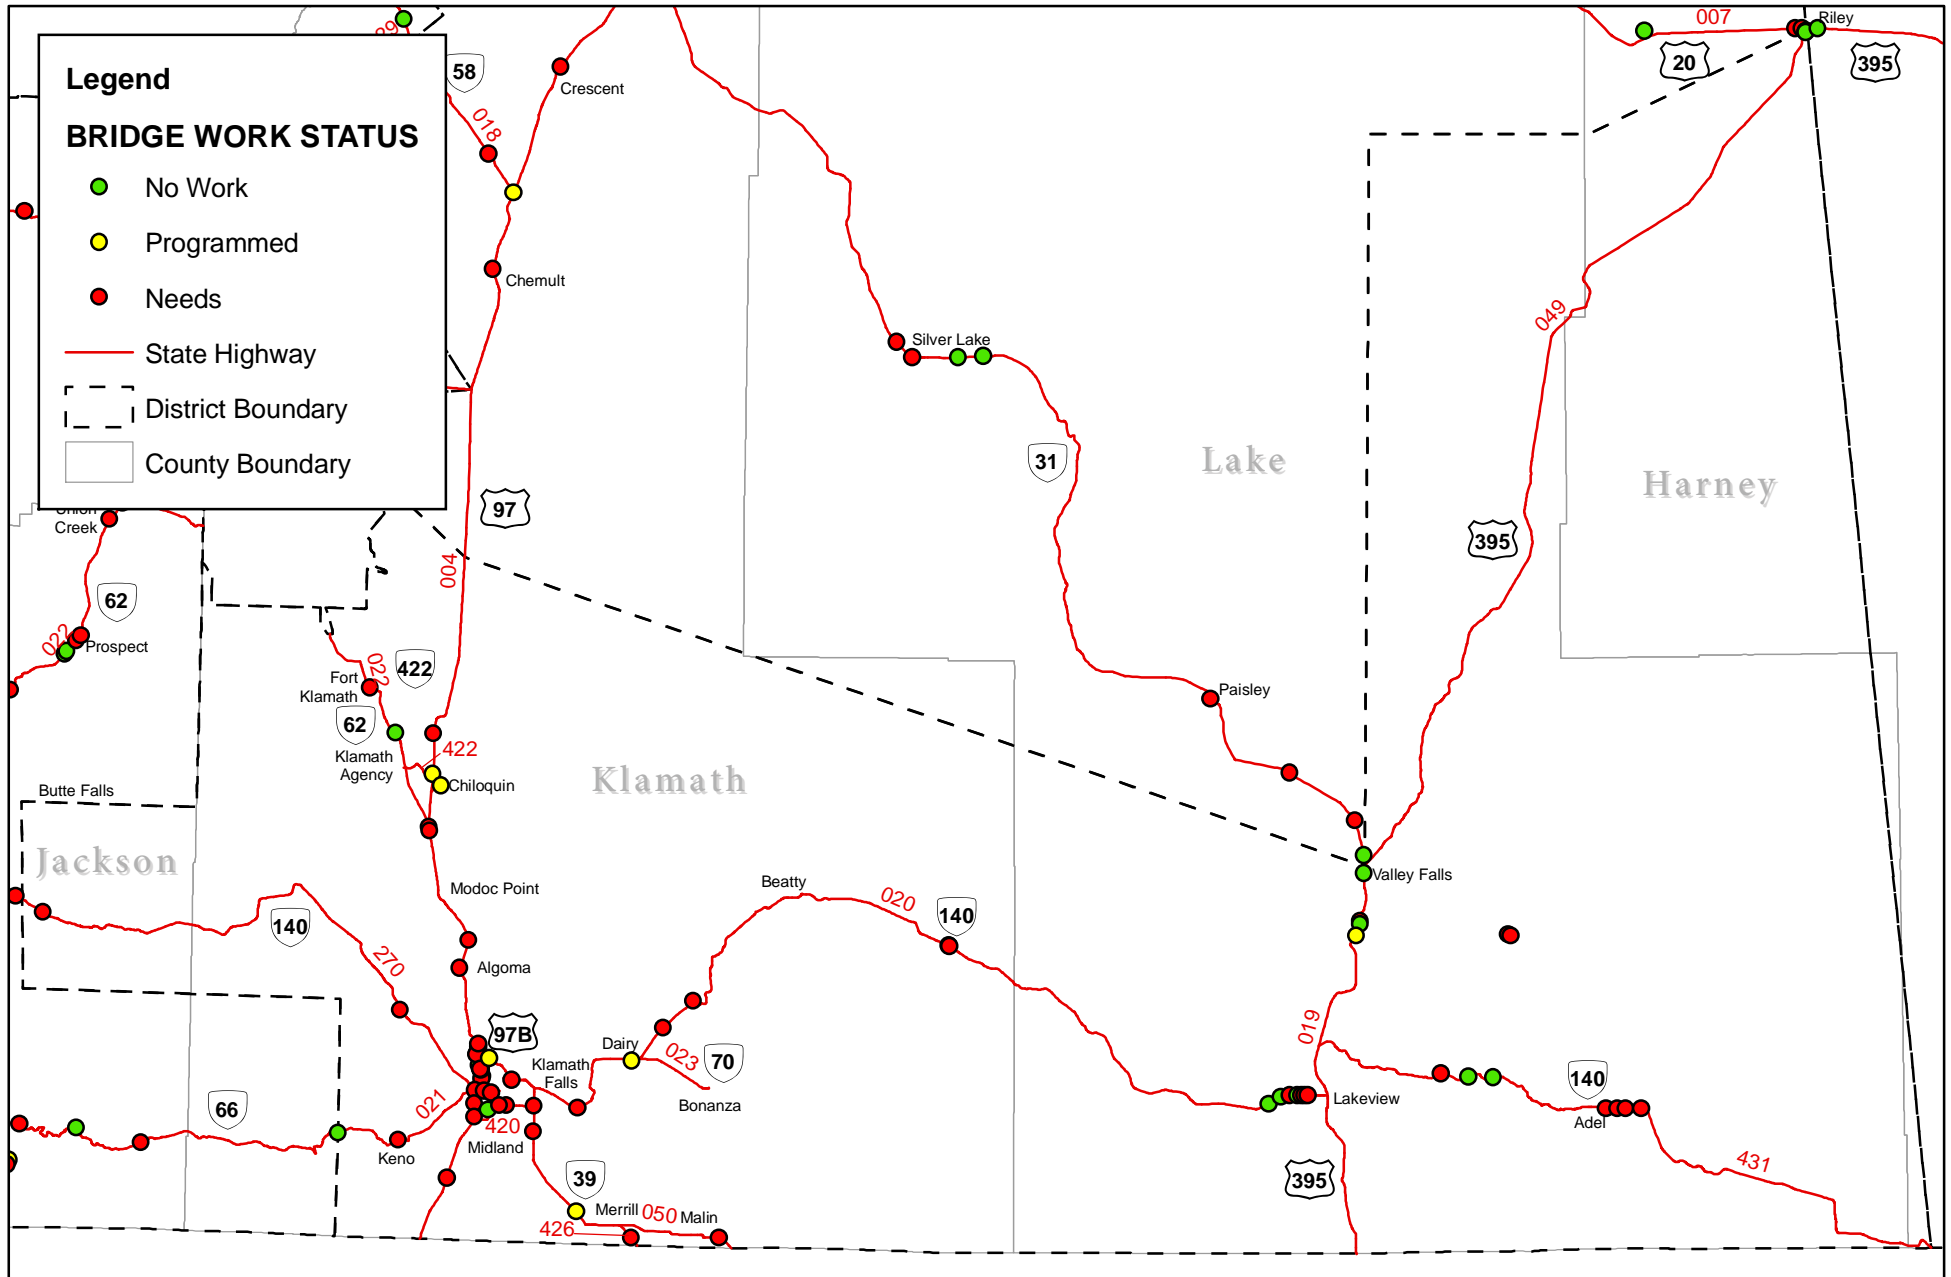 Legend
BRIDGE WORK STATUS
No Work
Programmed
Needs
State Highway
District Boundary
County Boundary
007
Riley
20
395
58
Crescent
018
Chemult
049
Silver Lake
31
Lake
Harney
97
395
Creek
004
62
022
Prospect
422
022
Fort
Klamath
62
Klamath
Agency
422
Chiloquin
Klamath
Paisley
Butte Falls
Jackson
Modoc Point
Beatty
020
140
Valley Falls
140
270
Algoma
97B
Klamath
Falls
Dairy
023
70
Bonanza
019
140
Lakeview
Adel
66
021
420
Midland
Keno
431
39
395
Merrill
050
Malin
426